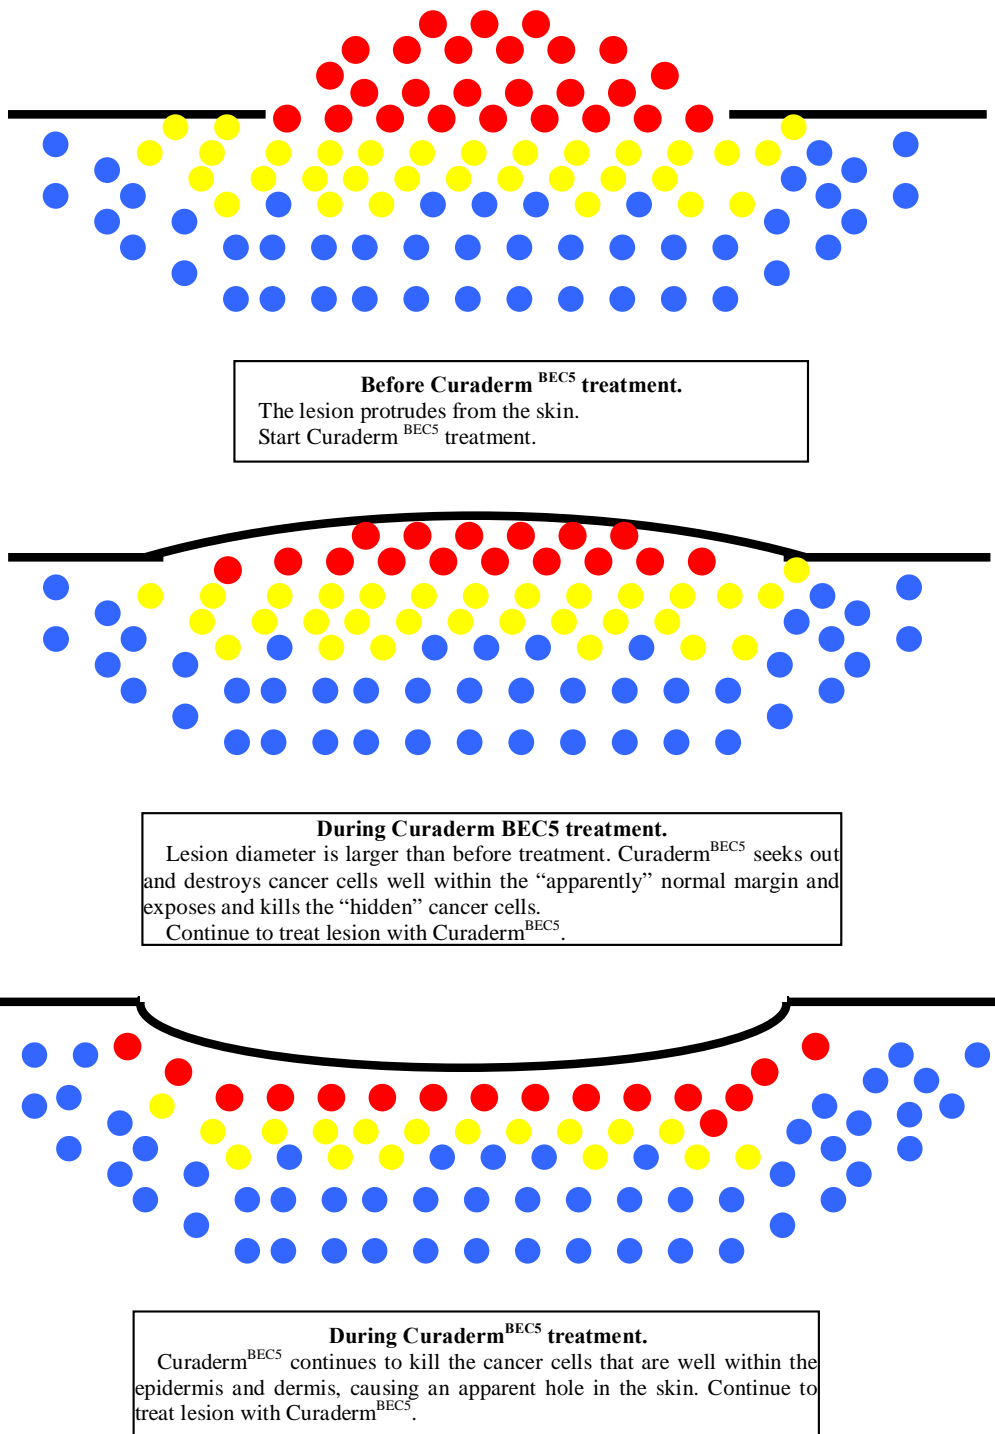 Before Curaderm BEC5 treatment.
The lesion protrudes from the skin.
Start Curaderm BEC5 treatment.
During Curaderm BEC5 treatment.
Lesion diameter is larger than before treatment. CuradermBEC5 seeks out
and destroys cancer cells well within the “apparently” normal margin and
exposes and kills the “hidden” cancer cells.
Continue to treat lesion with CuradermBEC5.
During CuradermBEC5 treatment.
CuradermBEC5 continues to kill the cancer cells that are well within the
epidermis and dermis, causing an apparent hole in the skin. Continue to
treat lesion with CuradermBEC5.